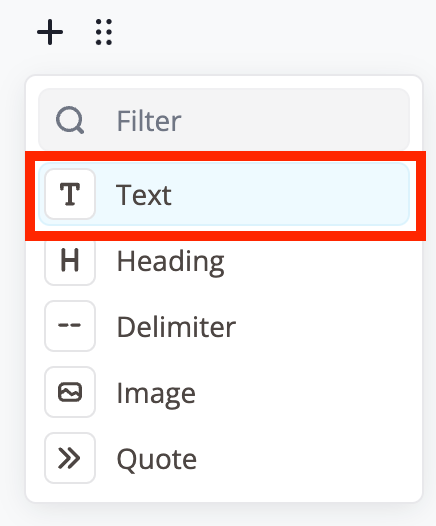 Filter
T Text
H Heading
Delimiter
Image
Quote